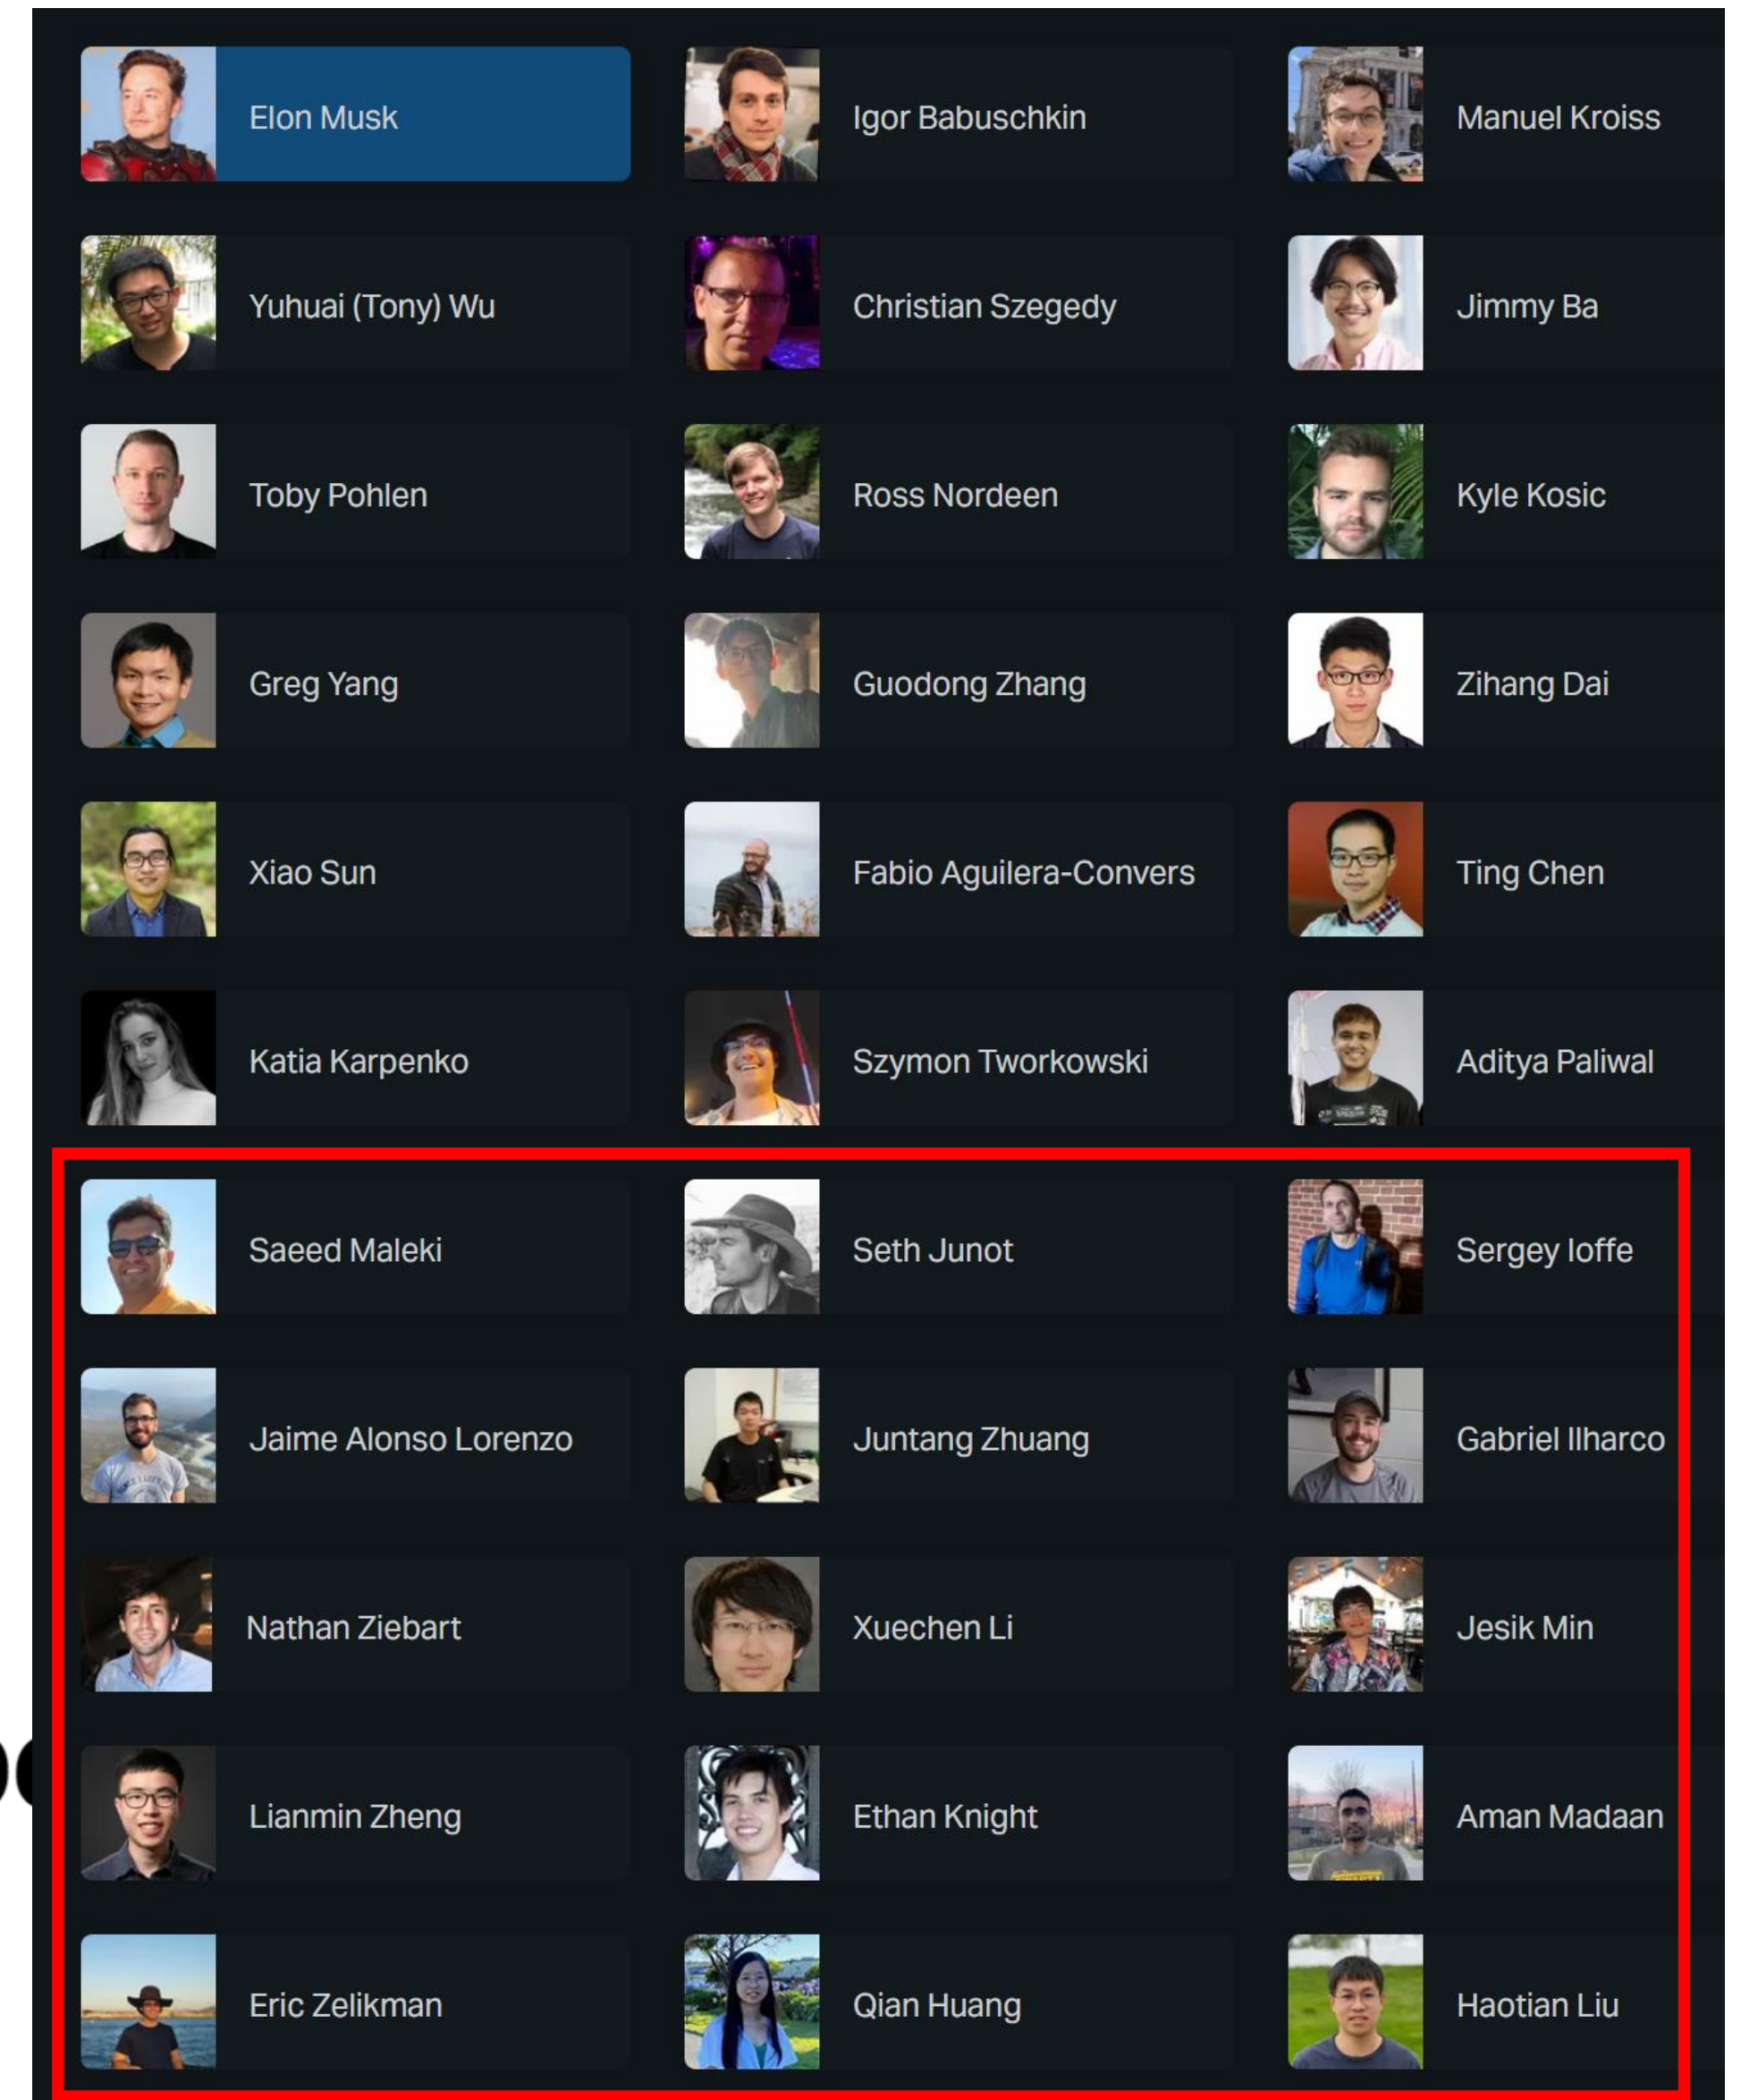 Elon Musk
Igor Babuschkin
Manuel Kroiss
Yuhuai (Tony) Wu
Christian Szegedy
Jimmy Ba
Toby Pohlen
Ross Nordeen
Kyle Kosic
Greg Yang
Guodong Zhang
Zihang Dai
Xiao Sun
Fabio Aguilera-Convers
Ting Chen
Katia Karpenko
Szymon Tworkowski
Aditya Paliwal
Saeed Maleki
Seth Junot
Sergey Ioffe
Jaime Alonso Lorenzo
Juntang Zhuang
Gabriel Ilharco
Nathan Ziebart
Xuechen Li
Jesik Min
Lianmin Zheng
Ethan Knight
Aman Madaan
Eric Zelikman
Qian Huang
Haotian Liu